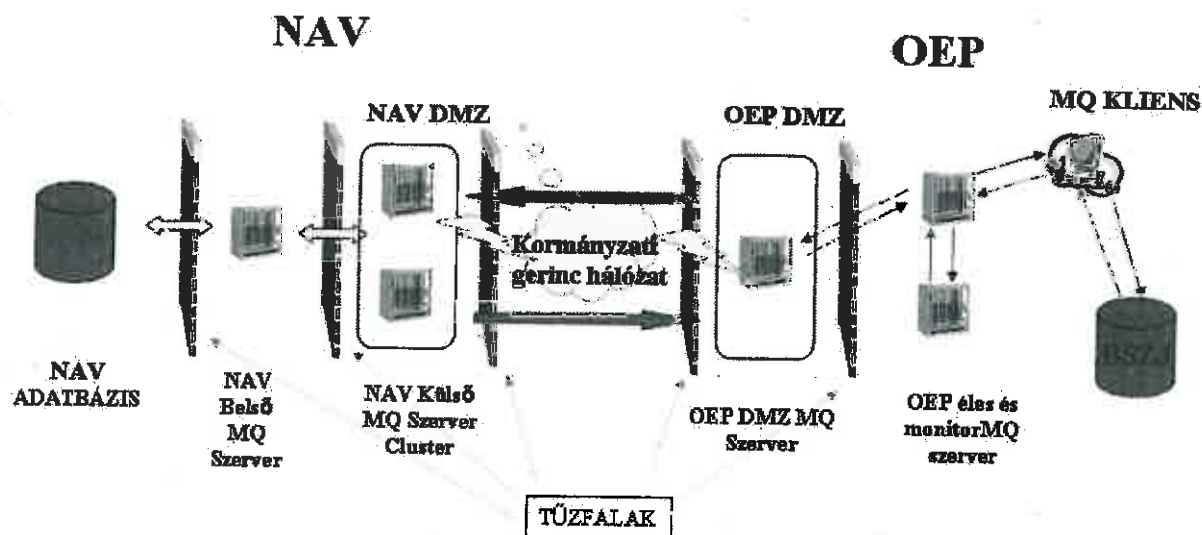 NAV
OEP
MQ KLIENS
NAV DMZ
OEP DMZ
Kormányzati
gerinc hálózat
BSZJ
NAV
ADATBÁZIS
NAV
Belső
MQ
Szerver
NAV Külső
MQ Szerver
Cluster
OEP DMZ MQ
Szerver
OEP éles és
monitorMQ
szerver
TŰZFALAK